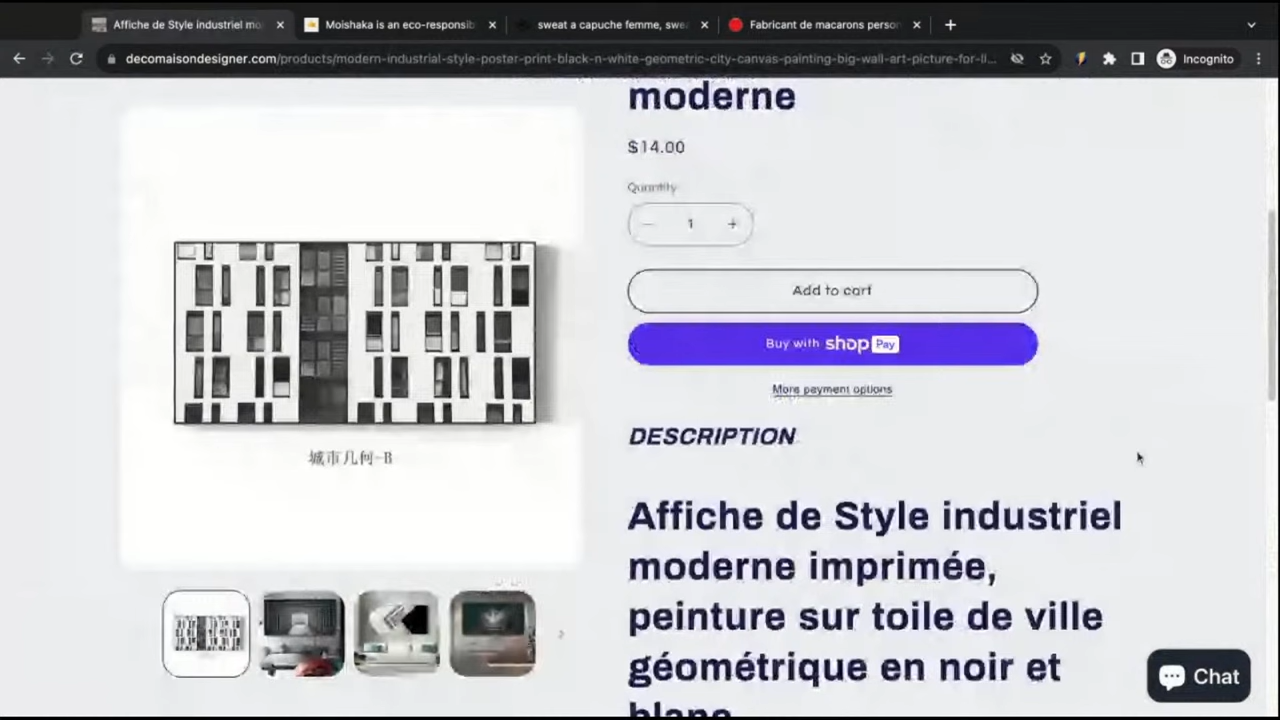 Affiche de Style industriel mo
Moishaka is an eco-responsib
sweat a capuche femme, swea
Fabricant de macarons person
decomaisondesigner.com/products/modern-industrial-style-poster-print-black-n-white-geometric-city-canvas-painting-big-wall-art-picture-for-li...
Incognito
moderne
$14.00
Quantity
1
Add to cart
Buy with shop Pay
More payment options
城市几何-B
DESCRIPTION
Affiche de Style industriel
moderne imprimée,
peinture sur toile de ville
géométrique en noir et
blanc
Chat